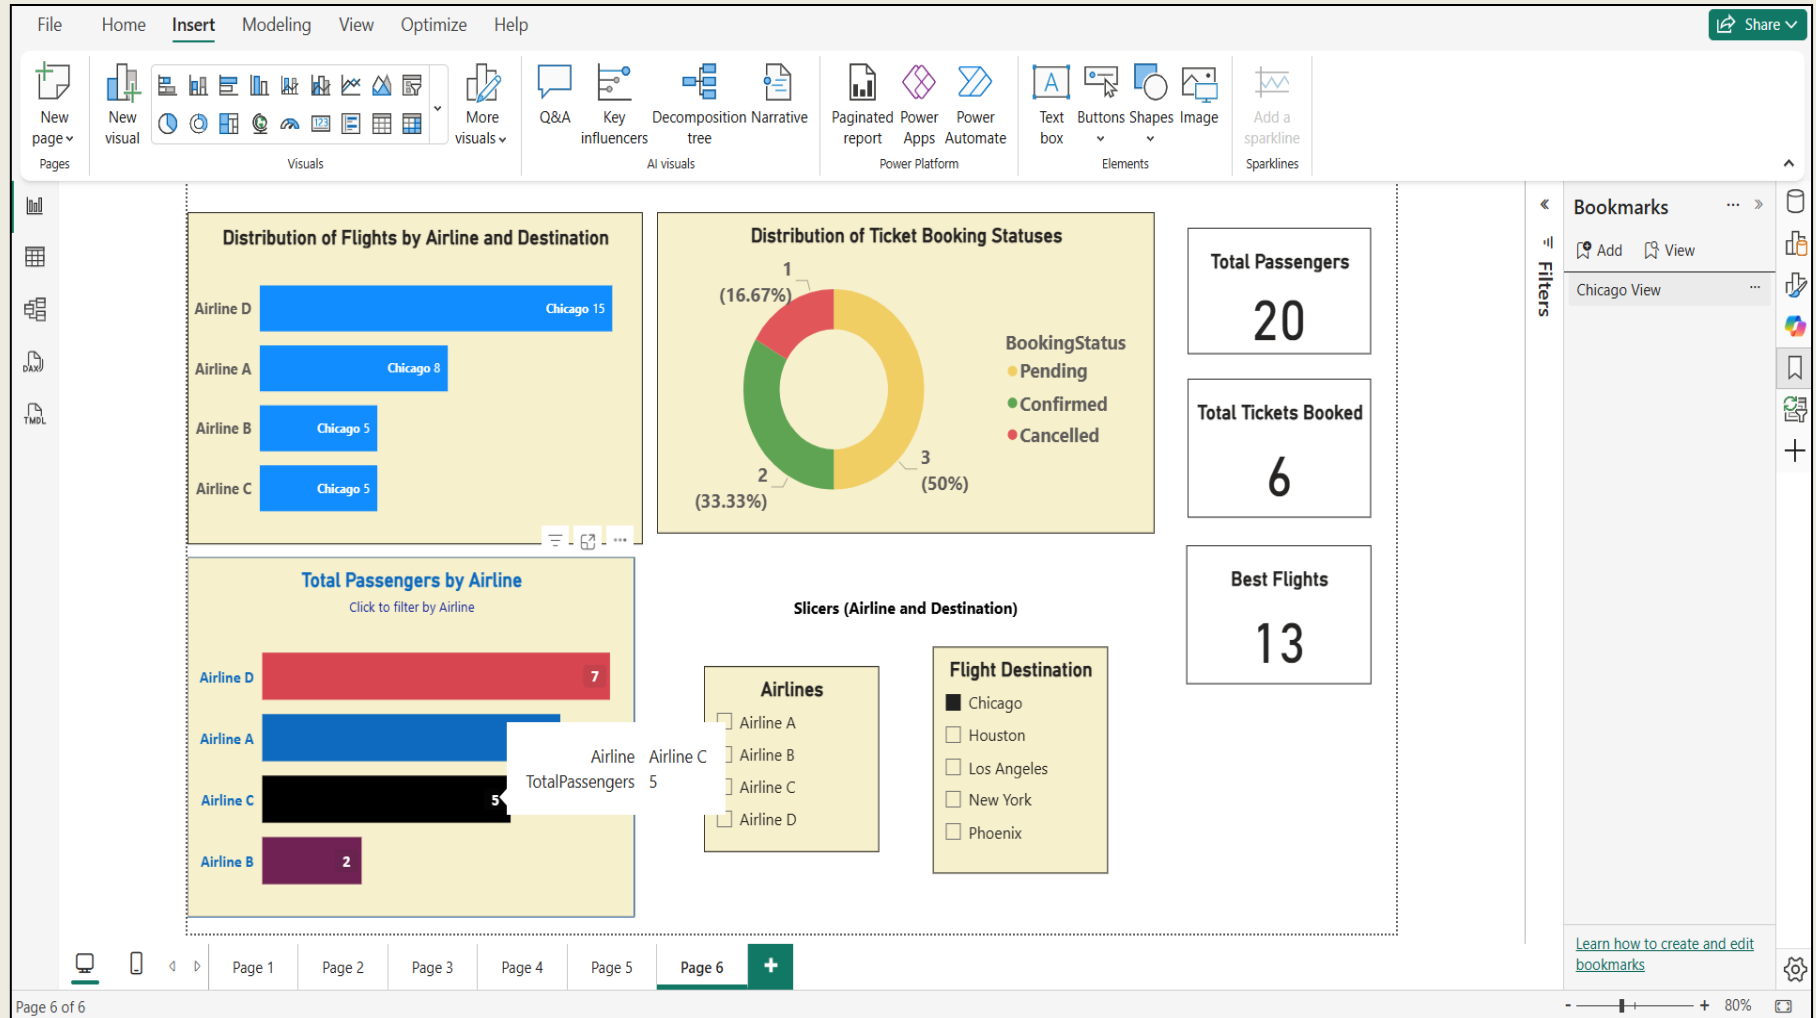 File Home Insert Modeling View Optimize Help
Share
New page
Pages
New visual
More visuals
Visuals
Q&A
Key influencers
Decomposition tree
Narrative
AI visuals
Paginated report
Power Apps
Power Automate
Power Platform
Text box
Buttons
Shapes
Image
Elements
Add a sparkline
Sparklines
DAX
TMDL
Distribution of Flights by Airline and Destination
Airline D Chicago 15
Airline A Chicago 8
Airline B Chicago 5
Airline C Chicago 5
Distribution of Ticket Booking Statuses
1
(16.67%)
3
(50%)
2
(33.33%)
BookingStatus
Pending
Confirmed
Cancelled
Total Passengers
20
Total Tickets Booked
6
Best Flights
13
Total Passengers by Airline
Click to filter by Airline
Airline D 7
Airline A
Airline C 5
Airline B 2
Airline Airline C
TotalPassengers 5
Slicers (Airline and Destination)
Airlines
Airline A
Airline B
Airline C
Airline D
Flight Destination
Chicago
Houston
Los Angeles
New York
Phoenix
Filters
Bookmarks
Add View
Chicago View
Learn how to create and edit
bookmarks
Page 1 Page 2 Page 3 Page 4 Page 5 Page 6 +
Page 6 of 6
- + 80%